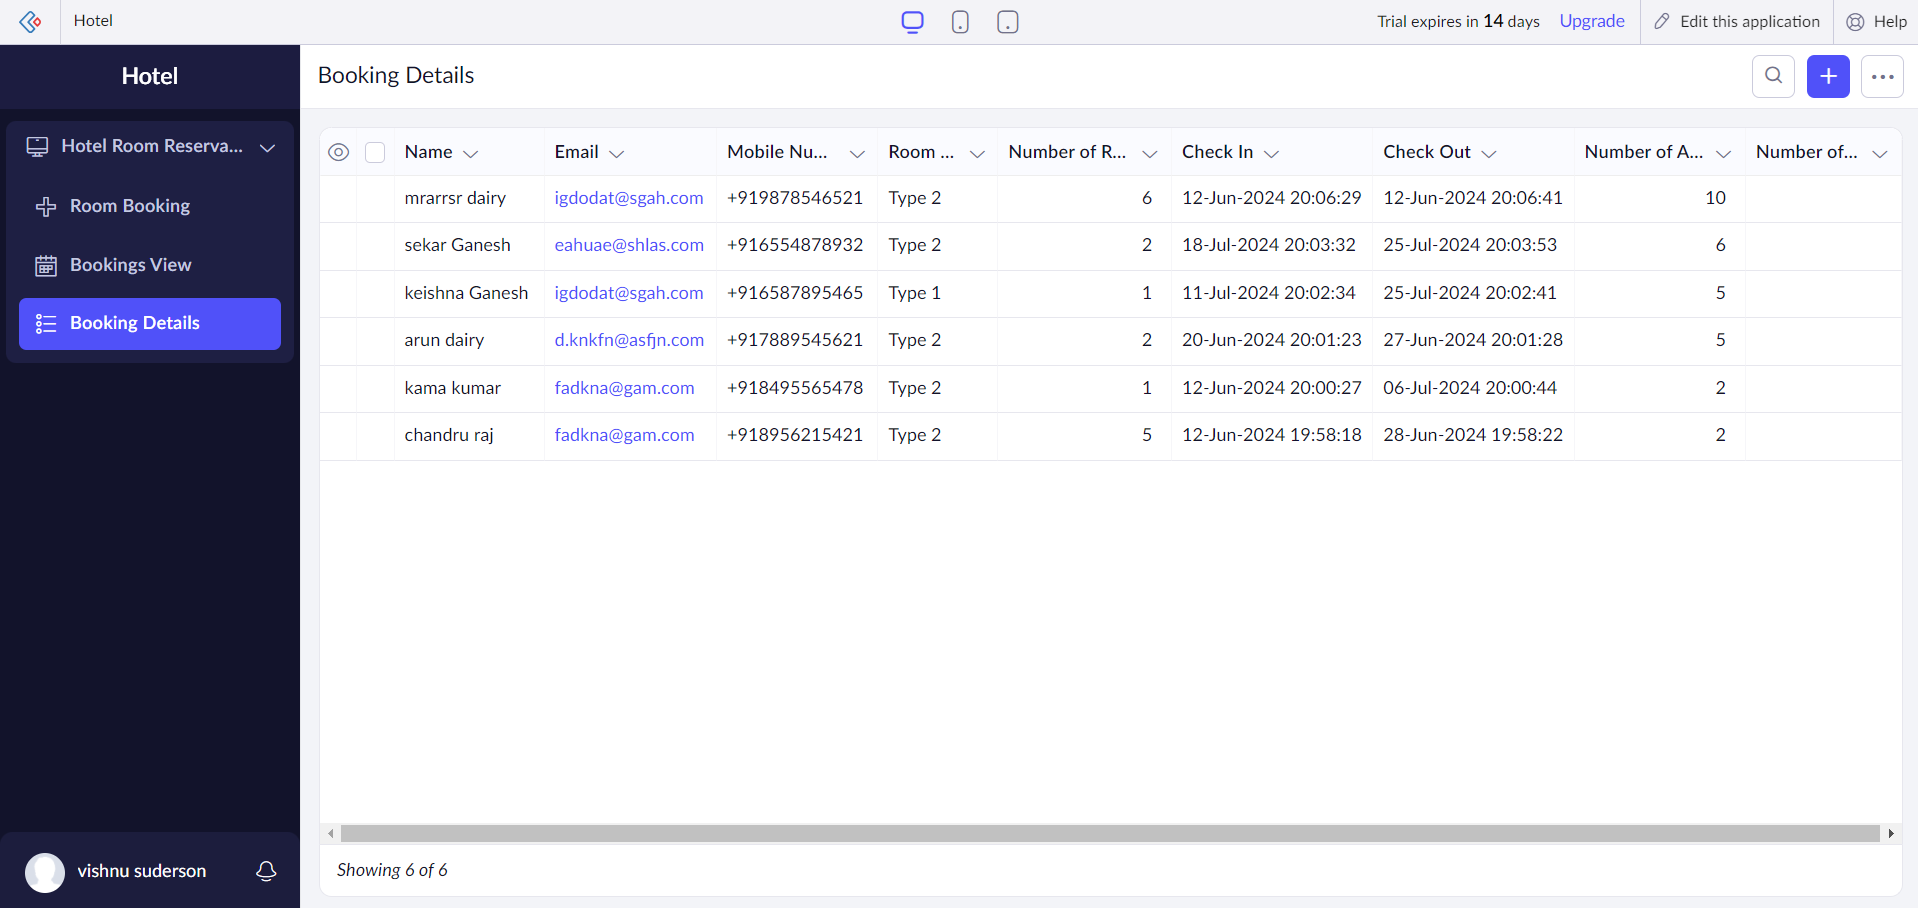 Hotel
Trial expires in 14 days Upgrade Edit this application Help
Hotel
Hotel Room Reserva...
Room Booking
Bookings View
Booking Details
vishnu suderson
Booking Details
Name Email Mobile Nu... Room ... Number of R... Check In Check Out Number of A... Number of...
mrarrsr dairy igdodat@sgah.com +919878546521 Type 2 6 12-Jun-2024 20:06:29 12-Jun-2024 20:06:41 10
sekar Ganesh eahuae@shlas.com +916554878932 Type 2 2 18-Jul-2024 20:03:32 25-Jul-2024 20:03:53 6
keishna Ganesh igdodat@sgah.com +916587895465 Type 1 1 11-Jul-2024 20:02:34 25-Jul-2024 20:02:41 5
arun dairy d.knkfn@asfjn.com +917889545621 Type 2 2 20-Jun-2024 20:01:23 27-Jun-2024 20:01:28 5
kama kumar fadkna@gam.com +918495565478 Type 2 1 12-Jun-2024 20:00:27 06-Jul-2024 20:00:44 2
chandru raj fadkna@gam.com +918956215421 Type 2 5 12-Jun-2024 19:58:18 28-Jun-2024 19:58:22 2
Showing 6 of 6